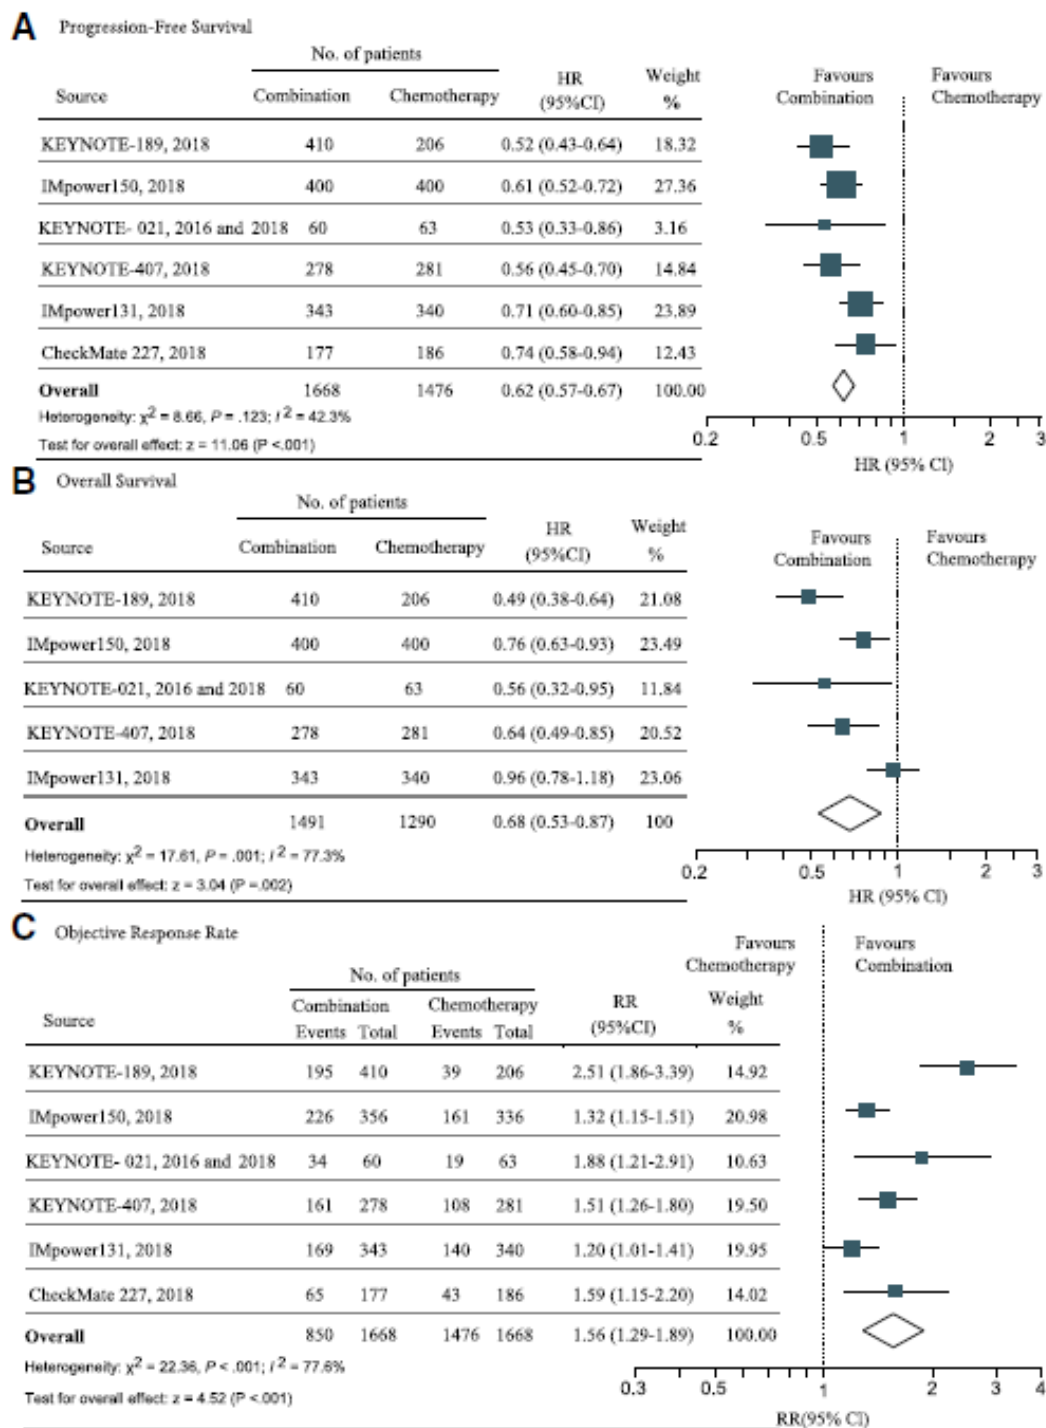 A Progression-Free Survival
No. of patients
Source Combination Chemotherapy HR (95%CI) Weight % Favours Combination Favours Chemotherapy
KEYNOTE-189, 2018 410 206 0.52 (0.43-0.64) 18.32
IMpower150, 2018 400 400 0.61 (0.52-0.72) 27.36
KEYNOTE- 021, 2016 and 2018 60 63 0.53 (0.33-0.86) 3.16
KEYNOTE-407, 2018 278 281 0.56 (0.45-0.70) 14.84
IMpower131, 2018 343 340 0.71 (0.60-0.85) 23.89
CheckMate 227, 2018 177 186 0.74 (0.58-0.94) 12.43
Overall 1668 1476 0.62 (0.57-0.67) 100.00
Heterogeneity: χ2 = 8.66, P = .123; I2 = 42.3%
Test for overall effect: z = 11.06 (P <.001)
0.2 0.5 1 2 3
HR (95% CI)
B Overall Survival
No. of patients
Source Combination Chemotherapy HR (95%CI) Weight % Favours Combination Favours Chemotherapy
KEYNOTE-189, 2018 410 206 0.49 (0.38-0.64) 21.08
IMpower150, 2018 400 400 0.76 (0.63-0.93) 23.49
KEYNOTE-021, 2016 and 2018 60 63 0.56 (0.32-0.95) 11.84
KEYNOTE-407, 2018 278 281 0.64 (0.49-0.85) 20.52
IMpower131, 2018 343 340 0.96 (0.78-1.18) 23.06
Overall 1491 1290 0.68 (0.53-0.87) 100
Heterogeneity: χ2 = 17.61, P = .001; I2 = 77.3%
Test for overall effect: z = 3.04 (P =.002)
0.2 0.5 1 2 3
HR (95% CI)
C Objective Response Rate
Favours Chemotherapy Favours Combination
No. of patients
Source Combination Chemotherapy RR (95%CI) Weight %
Events Total Events Total
KEYNOTE-189, 2018 195 410 39 206 2.51 (1.86-3.39) 14.92
IMpower150, 2018 226 356 161 336 1.32 (1.15-1.51) 20.98
KEYNOTE- 021, 2016 and 2018 34 60 19 63 1.88 (1.21-2.91) 10.63
KEYNOTE-407, 2018 161 278 108 281 1.51 (1.26-1.80) 19.50
IMpower131, 2018 169 343 140 340 1.20 (1.01-1.41) 19.95
CheckMate 227, 2018 65 177 43 186 1.59 (1.15-2.20) 14.02
Overall 850 1668 1476 1668 1.56 (1.29-1.89) 100.00
Heterogeneity: χ2 = 22.36, P < .001; I2 = 77.6%
Test for overall effect: z = 4.52 (P <.001)
0.3 0.5 1 2 3 4
RR(95% CI)